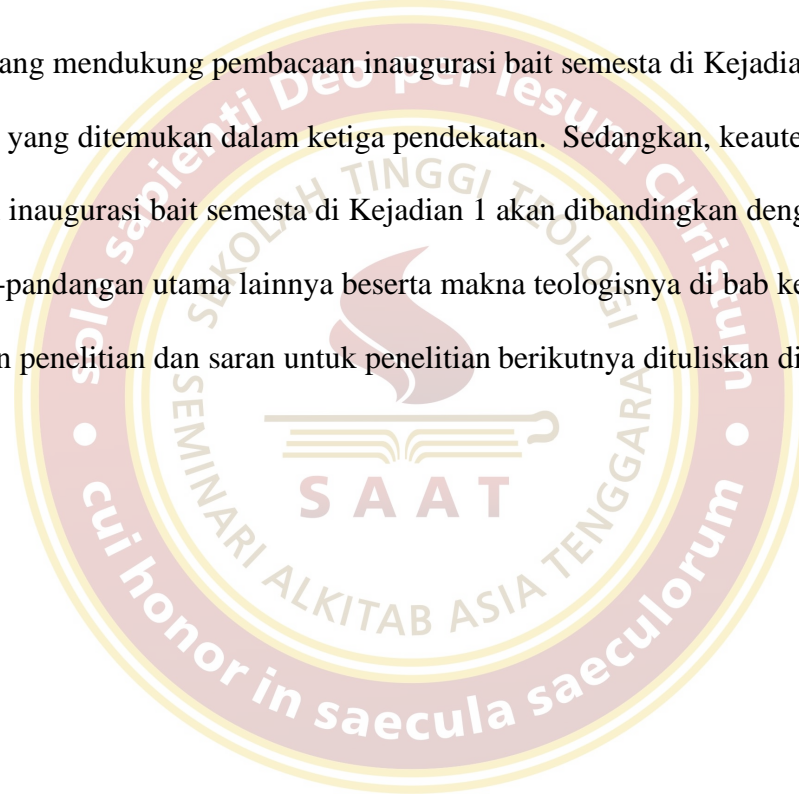 ang mendukung pembacaan inaugurasi bait semesta di Kejadia
yang ditemukan dalam ketiga pendekatan. Sedangkan, keaute
inaugurasi bait semesta di Kejadian 1 akan dibandingkan deng
-pandangan utama lainnya beserta makna teologisnya di bab ke
n penelitian dan saran untuk penelitian berikutnya dituliskan di
solo sapienti Deo per Iesum Christum
SEKOLAH TINGGI TEOLOGI
SEMINARI ALKITAB ASIA TENGGARA
SAAT
cui honor in saecula saeculorum